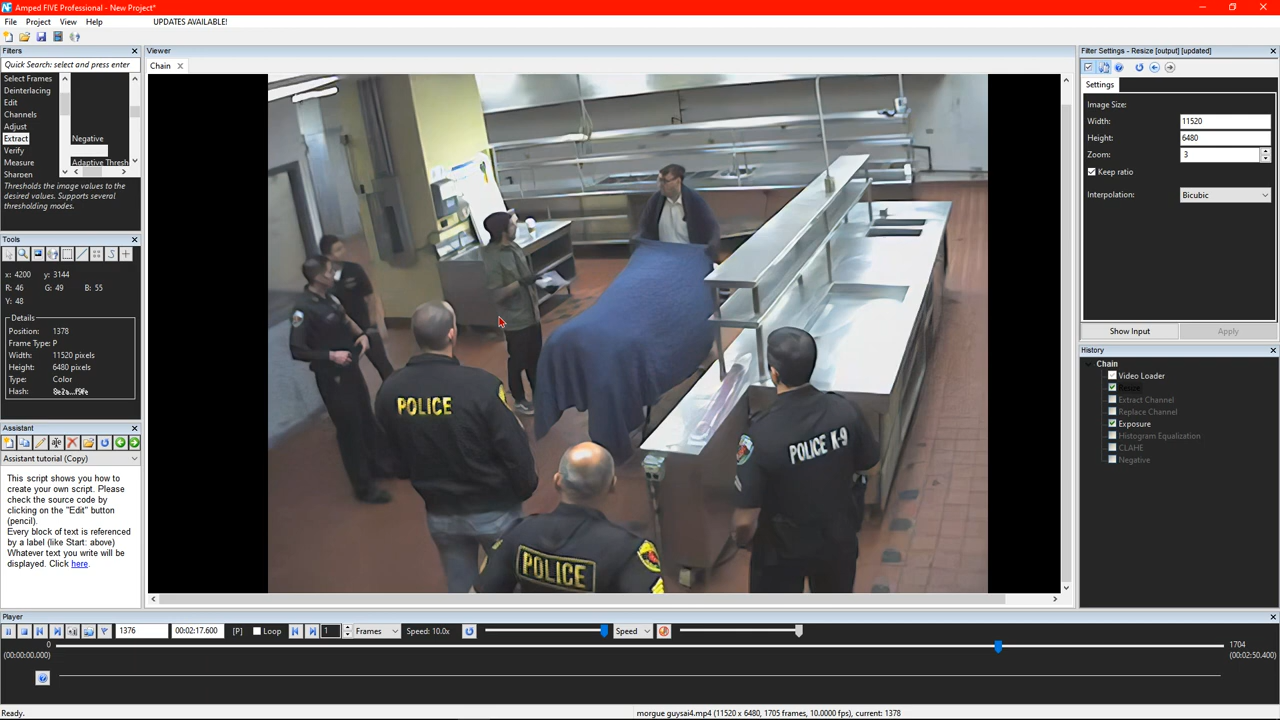 Amped FIVE Professional - New Project*
File Project View Help UPDATES AVAILABLE!
Filters
Quick Search: select and press enter
Select Frames
Deinterlacing
Edit
Channels
Adjust
Extract
Verify
Measure
Sharpen
Negative
Adaptive Thresh
Thresholds the image values to the
desired values. Supports several
thresholding modes.
Tools
x: 4200 y: 3144
R: 46 G: 49 B: 55
Y: 48
Details
Position: 1378
Frame Type: P
Width: 11520 pixels
Height: 6480 pixels
Type: Color
Hash: 8e2a...f9fe
Assistant
Assistant tutorial (Copy)
This script shows you how to
create your own script. Please
check the source code by
clicking on the "Edit" button
(pencil).
Every block of text is referenced
by a label (like Start: above)
Whatever text you write will be
displayed. Click here.
Viewer
Chain
POLICE
POLICE K-9
POLICE
Filter Settings - Resize [output] [updated]
Settings
Image Size:
Width: 11520
Height: 6480
Zoom: 3
Keep ratio
Interpolation: Bicubic
Show Input Apply
History
Chain
Video Loader
Resize
Extract Channel
Replace Channel
Exposure
Histogram Equalization
CLAHE
Negative
Player
1376 00:02:17.600 [P] Loop 1 Frames Speed: 10.0x Speed
0 1704
(00:00:00.000) (00:02:50.400)
Ready. morgue guysai4.mp4 (11520 x 6480, 1705 frames, 10.0000 fps), current: 1378